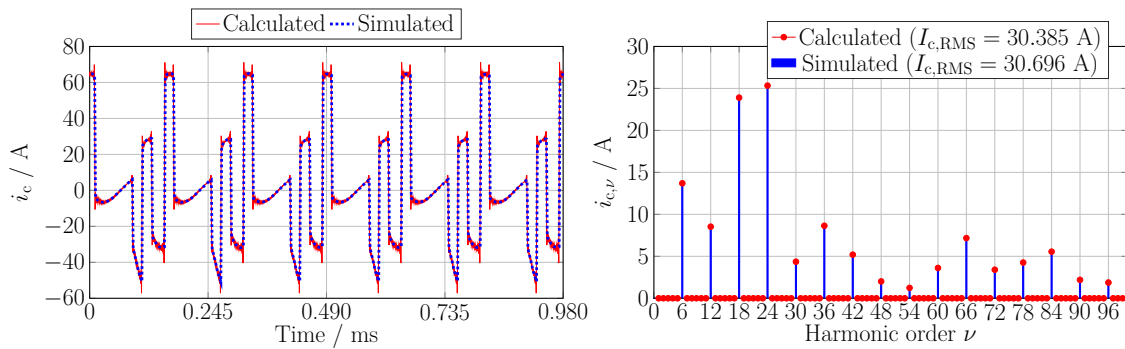 Calculated Simulated
80
60
40
20
0
−20
−40
−60
0 0.245 0.490 0.735 0.980
i_c / A
Time / ms
Calculated (I_c,RMS = 30.385 A)
Simulated (I_c,RMS = 30.696 A)
30
25
20
15
10
5
0
0 6 12 18 24 30 36 42 48 54 60 66 72 78 84 90 96
i_c,ν / A
Harmonic order ν